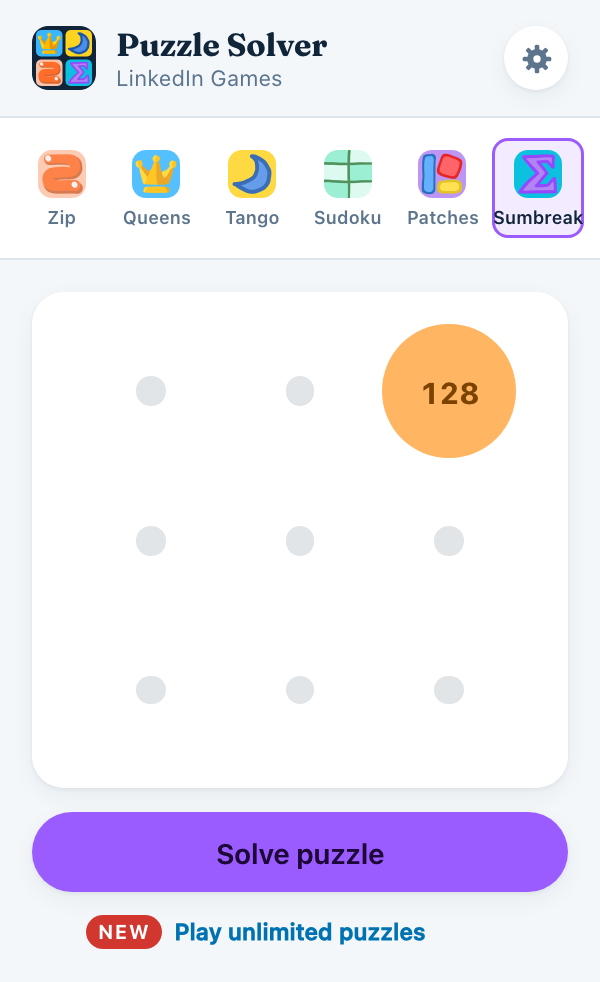 Puzzle Solver
LinkedIn Games
Zip
Queens
Tango
Sudoku
Patches
Sumbreak
128
Solve puzzle
NEW Play unlimited puzzles